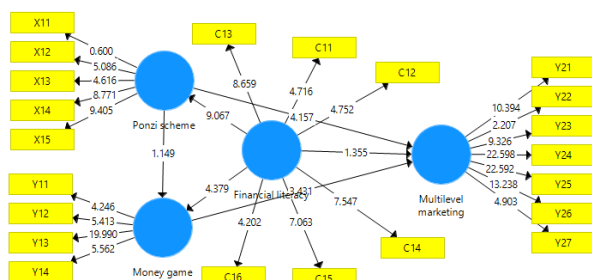 X11
X12
X13
X14
X15
0.600
5.086
4.616
8.771
9.405
Ponzi scheme
C13
C11
C12
8.659
4.716
4.752
9.067
4.157
1.149
1.355
4.379
3.431
Financial literacy
4.202
7.063
7.547
C16
C15
C14
Y11
Y12
Y13
Y14
4.246
5.413
19.990
5.562
Money game
Multilevel
marketing
10.394
2.207
9.326
22.598
22.592
13.238
4.903
Y21
Y22
Y23
Y24
Y25
Y26
Y27